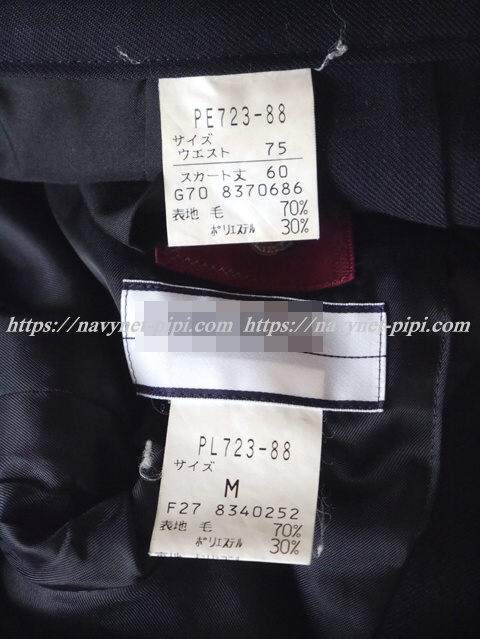 PE723-88
サイズ
ウエスト 75
スカート丈 60
G70 8370686
表地 毛 70%
ポリエステル 30%
https://navynet-pipi.com https://navynet-pipi.com
PL723-88
サイズ
M
F27 8340252
表地 毛 70%
ポリエステル 30%